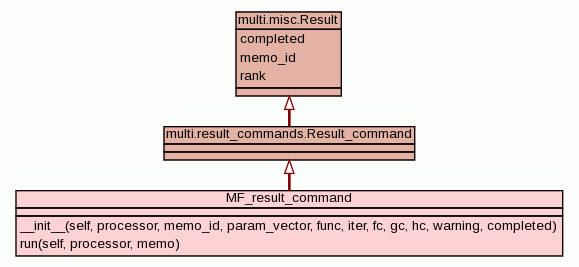 multi.misc.Result
completed
memo_id
rank
multi.result_commands.Result_command
MF_result_command
__init__(self, processor, memo_id, param_vector, func, iter, fc, gc, hc, warning, completed)
run(self, processor, memo)